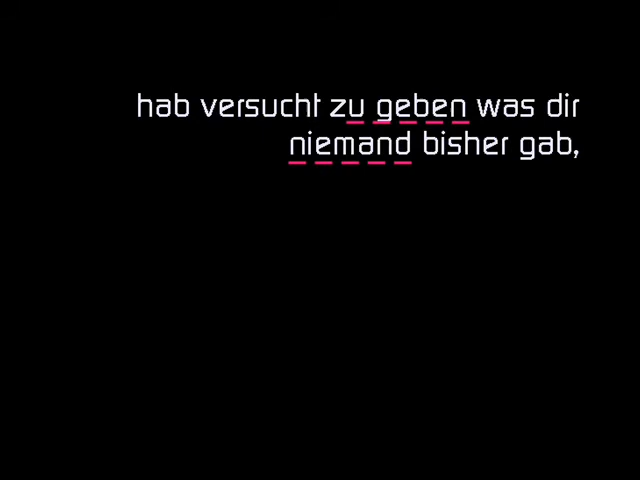 hab versucht zu geben was dir
niemand bisher gab,